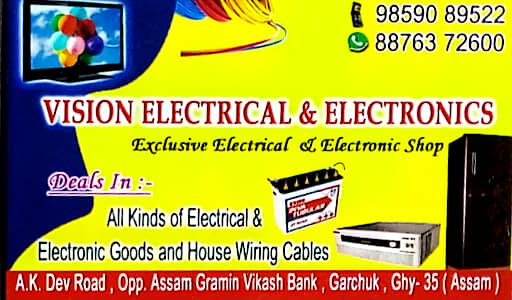 98590 89522
88763 72600
VISION ELECTRICAL & ELECTRONICS
Exclusive Electrical & Electronic Shop
Deals In :-
All Kinds of Electrical &
Electronic Goods and House Wiring Cables
A.K. Dev Road , Opp. Assam Gramin Vikash Bank , Garchuk , Ghy- 35 ( Assam )